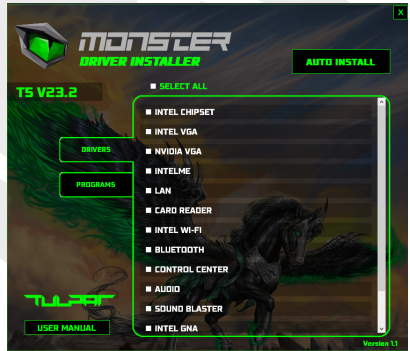 X
MONSTER
DRIVER INSTALLER
AUTO INSTALL
T5 V23.2
SELECT ALL
DRIVERS
PROGRAMS
INTEL CHIPSET
INTEL VGA
NVIDIA VGA
INTELME
LAN
CARD READER
INTEL WI-FI
BLUETOOTH
CONTROL CENTER
AUDIO
SOUND BLASTER
INTEL GNA
TULPAR
USER MANUAL
Version 1.1